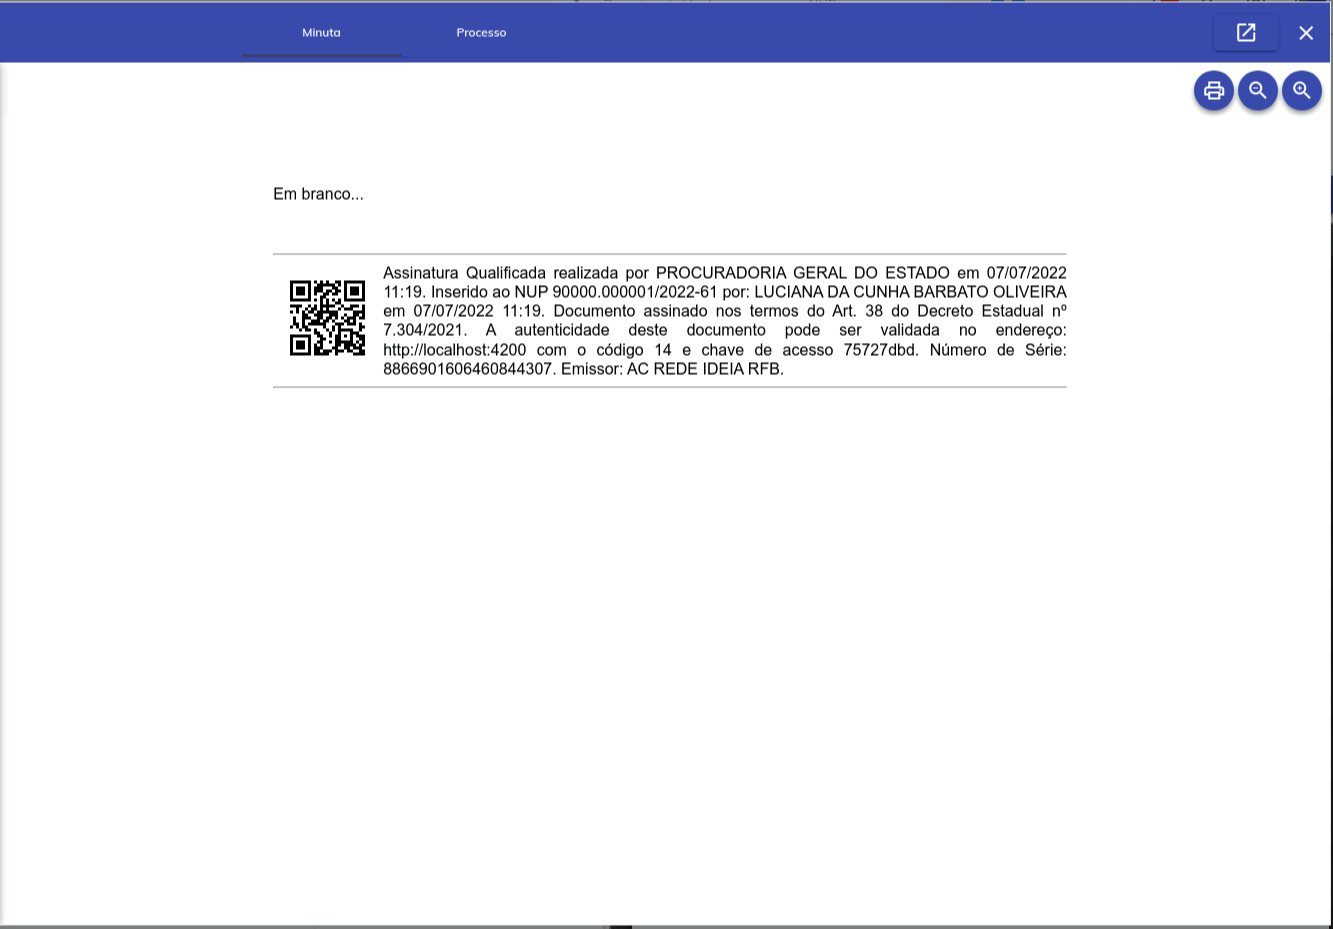 Minuta
Processo
Em branco...
Assinatura Qualificada realizada por PROCURADORIA GERAL DO ESTADO em 07/07/2022
11:19. Inserido ao NUP 90000.000001/2022-61 por: LUCIANA DA CUNHA BARBATO OLIVEIRA
em 07/07/2022 11:19. Documento assinado nos termos do Art. 38 do Decreto Estadual nº
7.304/2021. A autenticidade deste documento pode ser validada no endereço:
http://localhost:4200 com o código 14 e chave de acesso 75727dbd. Número de Série:
8866901606460844307. Emissor: AC REDE IDEIA RFB.